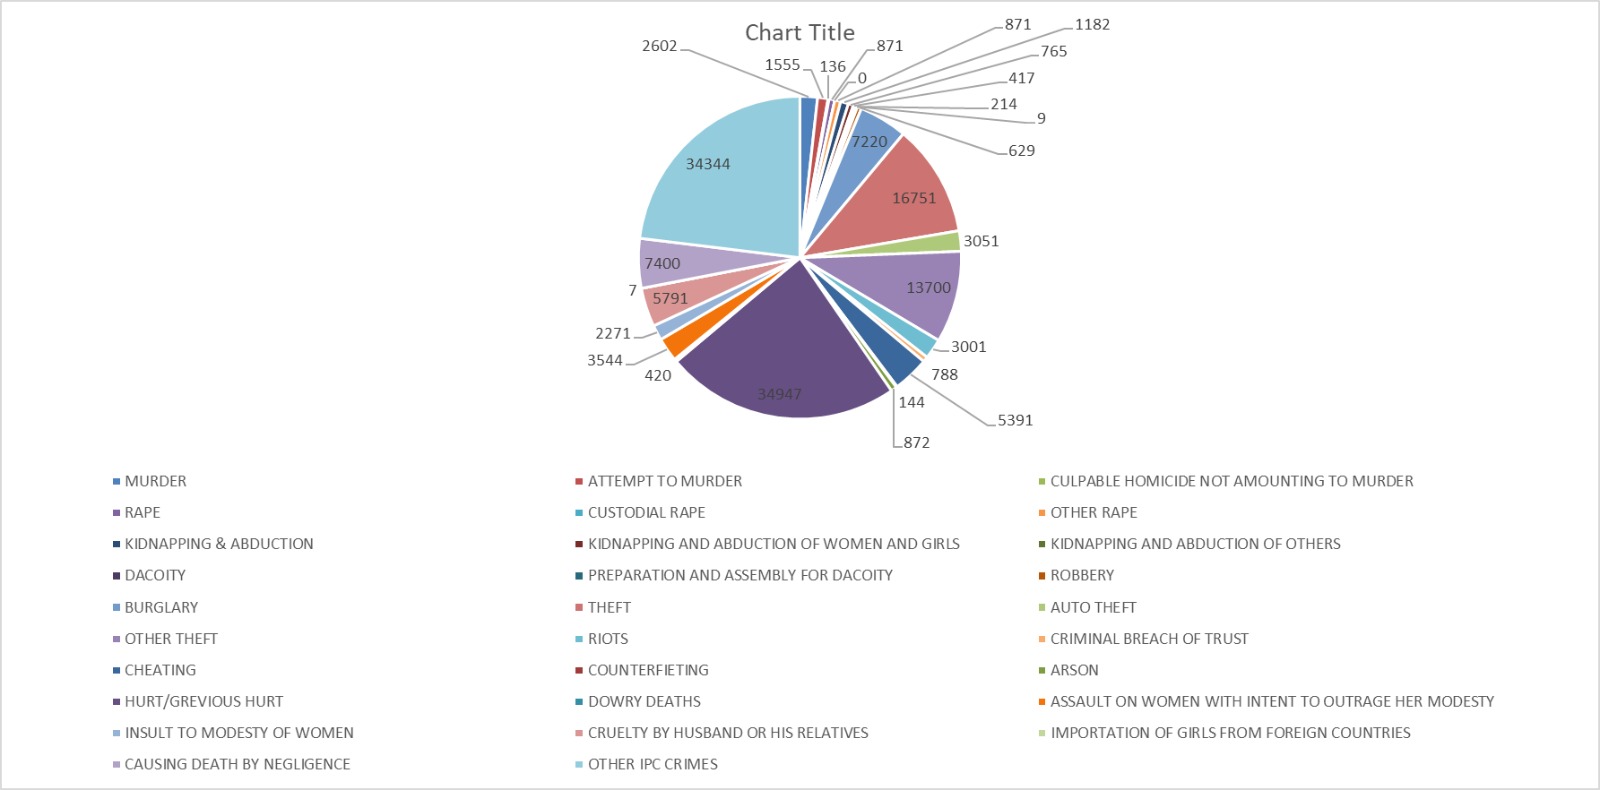 Chart Title
2602
1555
136
871
0
871
1182
765
417
214
9
629
7220
16751
3051
13700
3001
788
5391
144
872
34947
420
3544
2271
5791
7
7400
34344
MURDER
ATTEMPT TO MURDER
CULPABLE HOMICIDE NOT AMOUNTING TO MURDER
RAPE
CUSTODIAL RAPE
OTHER RAPE
KIDNAPPING & ABDUCTION
KIDNAPPING AND ABDUCTION OF WOMEN AND GIRLS
KIDNAPPING AND ABDUCTION OF OTHERS
DACOITY
PREPARATION AND ASSEMBLY FOR DACOITY
ROBBERY
BURGLARY
THEFT
AUTO THEFT
OTHER THEFT
RIOTS
CRIMINAL BREACH OF TRUST
CHEATING
COUNTERFIETING
ARSON
HURT/GREVIOUS HURT
DOWRY DEATHS
ASSAULT ON WOMEN WITH INTENT TO OUTRAGE HER MODESTY
INSULT TO MODESTY OF WOMEN
CRUELTY BY HUSBAND OR HIS RELATIVES
IMPORTATION OF GIRLS FROM FOREIGN COUNTRIES
CAUSING DEATH BY NEGLIGENCE
OTHER IPC CRIMES